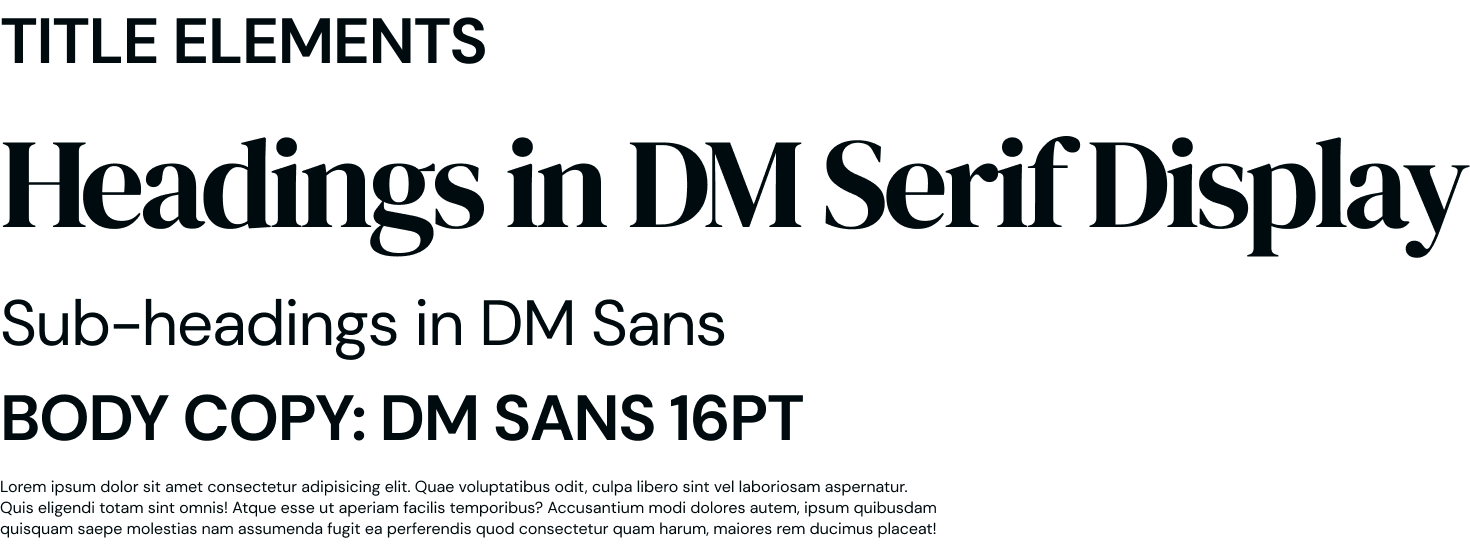 TITLE ELEMENTS
Headings in DM Serif Display
Sub-headings in DM Sans
BODY COPY: DM SANS 16PT
Lorem ipsum dolor sit amet consectetur adipisicing elit. Quae voluptatibus odit, culpa libero sint vel laboriosam aspernatur.
Quis eligendi totam sint omnis! Atque esse ut aperiam facilis temporibus? Accusantium modi dolores autem, ipsum quibusdam
quisquam saepe molestias nam assumenda fugit ea perferendis quod consectetur quam harum, maiores rem ducimus placeat!